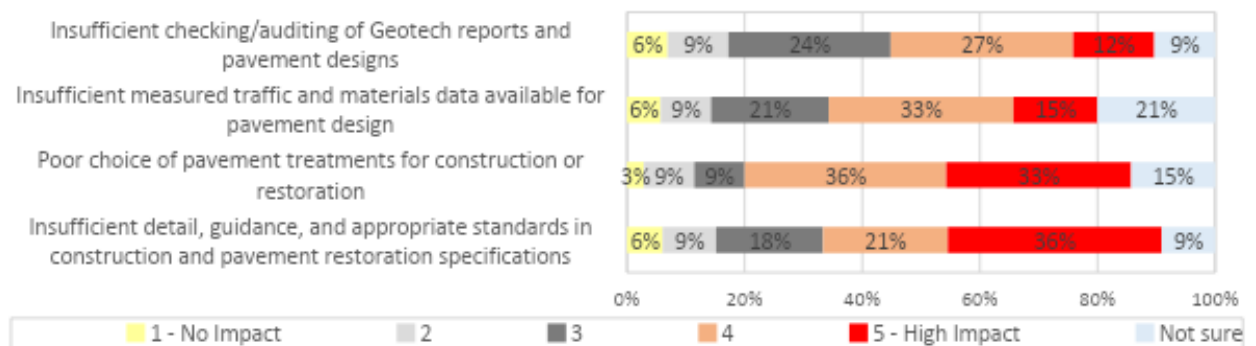 Insufficient checking/auditing of Geotech reports and
pavement designs
6% 9% 24% 27% 12% 9%
Insufficient measured traffic and materials data available for
pavement design
6% 9% 21% 33% 15% 21%
Poor choice of pavement treatments for construction or
restoration
3% 9% 9% 36% 33% 15%
Insufficient detail, guidance, and appropriate standards in
construction and pavement restoration specifications
6% 9% 18% 21% 36% 9%
0% 20% 40% 60% 80% 100%
1 - No Impact 2 3 4 5 - High Impact Not sure